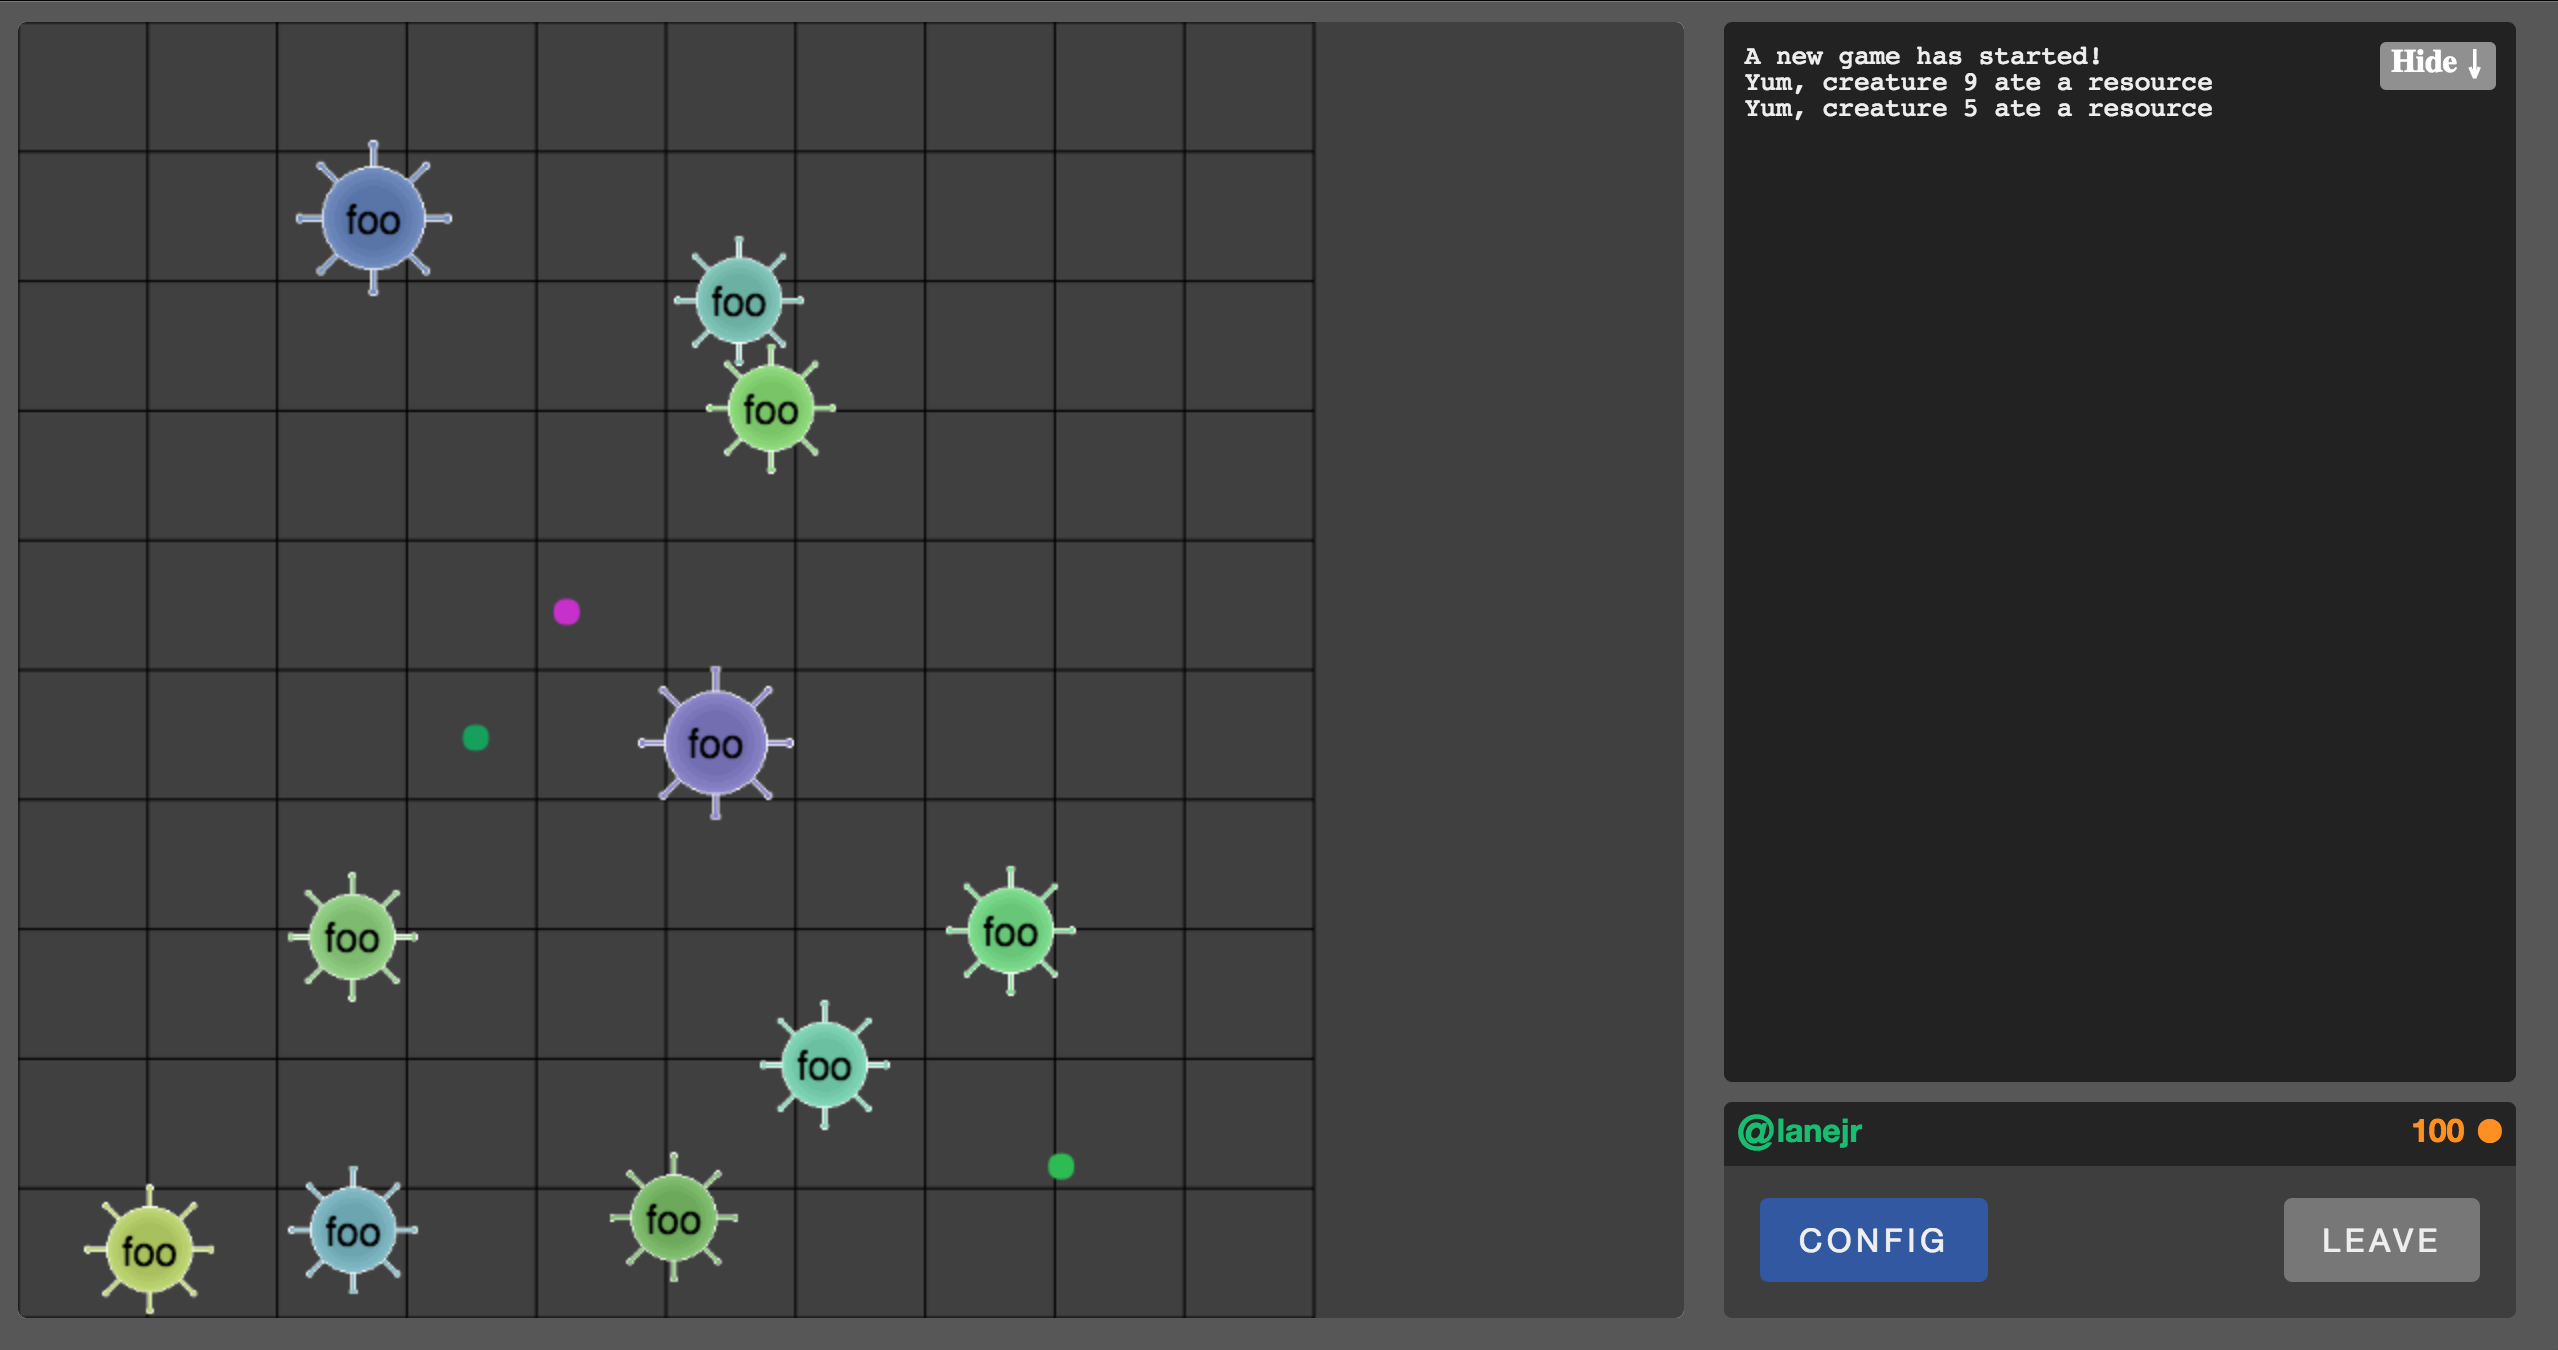 foo
foo
foo
foo
foo
foo
foo
foo
foo
foo
A new game has started!
Yum, creature 9 ate a resource
Yum, creature 5 ate a resource
Hide ↓
@lanejr
100
CONFIG
LEAVE